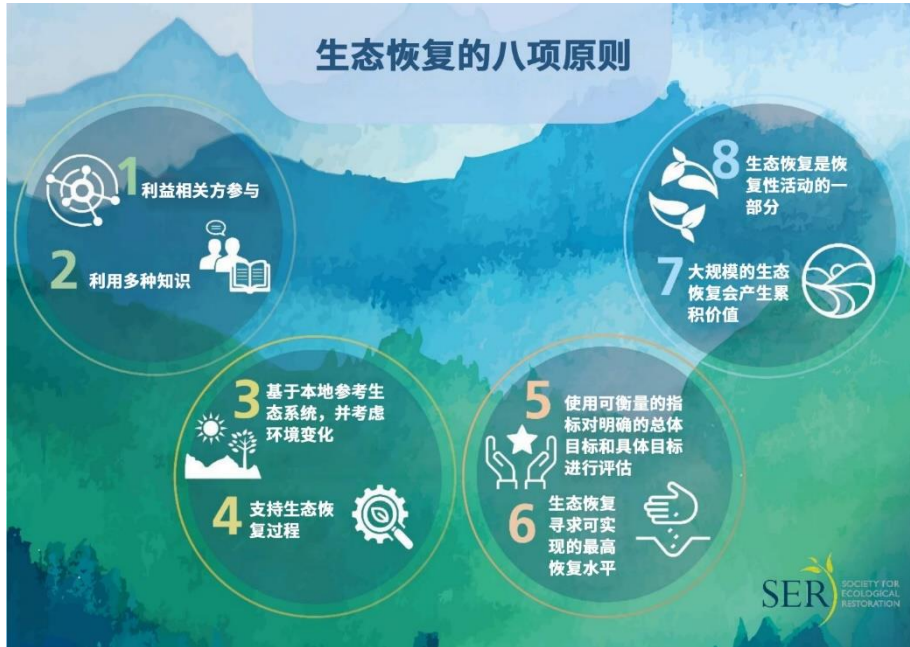 生态恢复的八项原则
1
利益相关方参与
2
利用多种知识
3
基于本地参考生
态系统，并考虑
环境变化
4
支持生态恢
复过程
5
使用可衡量的指
标对明确的总体
目标和具体目标
进行评估
6
生态恢复
寻求可实
现的最高
恢复水平
7
大规模的生态
恢复会产生累
积价值
8
生态恢复是恢
复性活动的一
部分
SER
SOCIETY FOR
ECOLOGICAL
RESTORATION